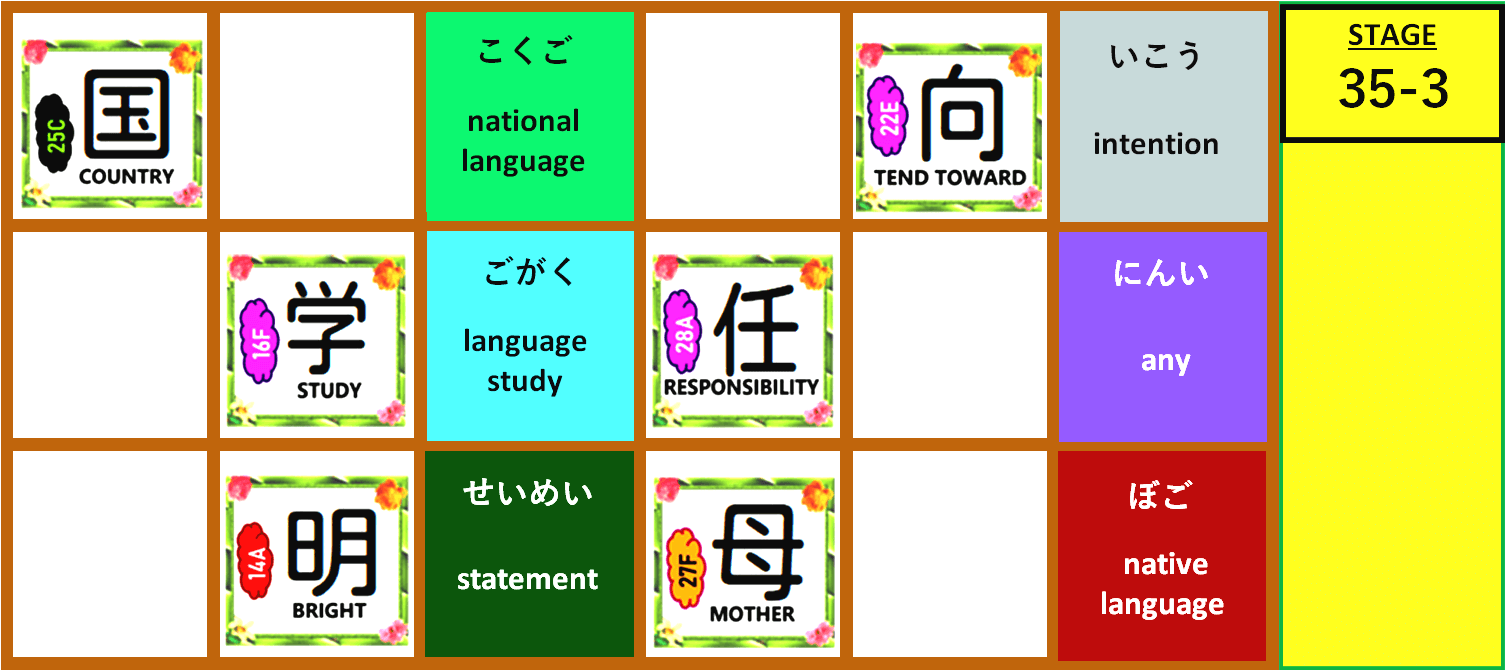 25C
国
COUNTRY
こくご
national
language
22E
向
TEND TOWARD
いこう
intention
STAGE
35-3
16F
学
STUDY
ごがく
language
study
28A
任
RESPONSIBILITY
にんい
any
14A
明
BRIGHT
せいめい
statement
27F
母
MOTHER
ぼご
native
language